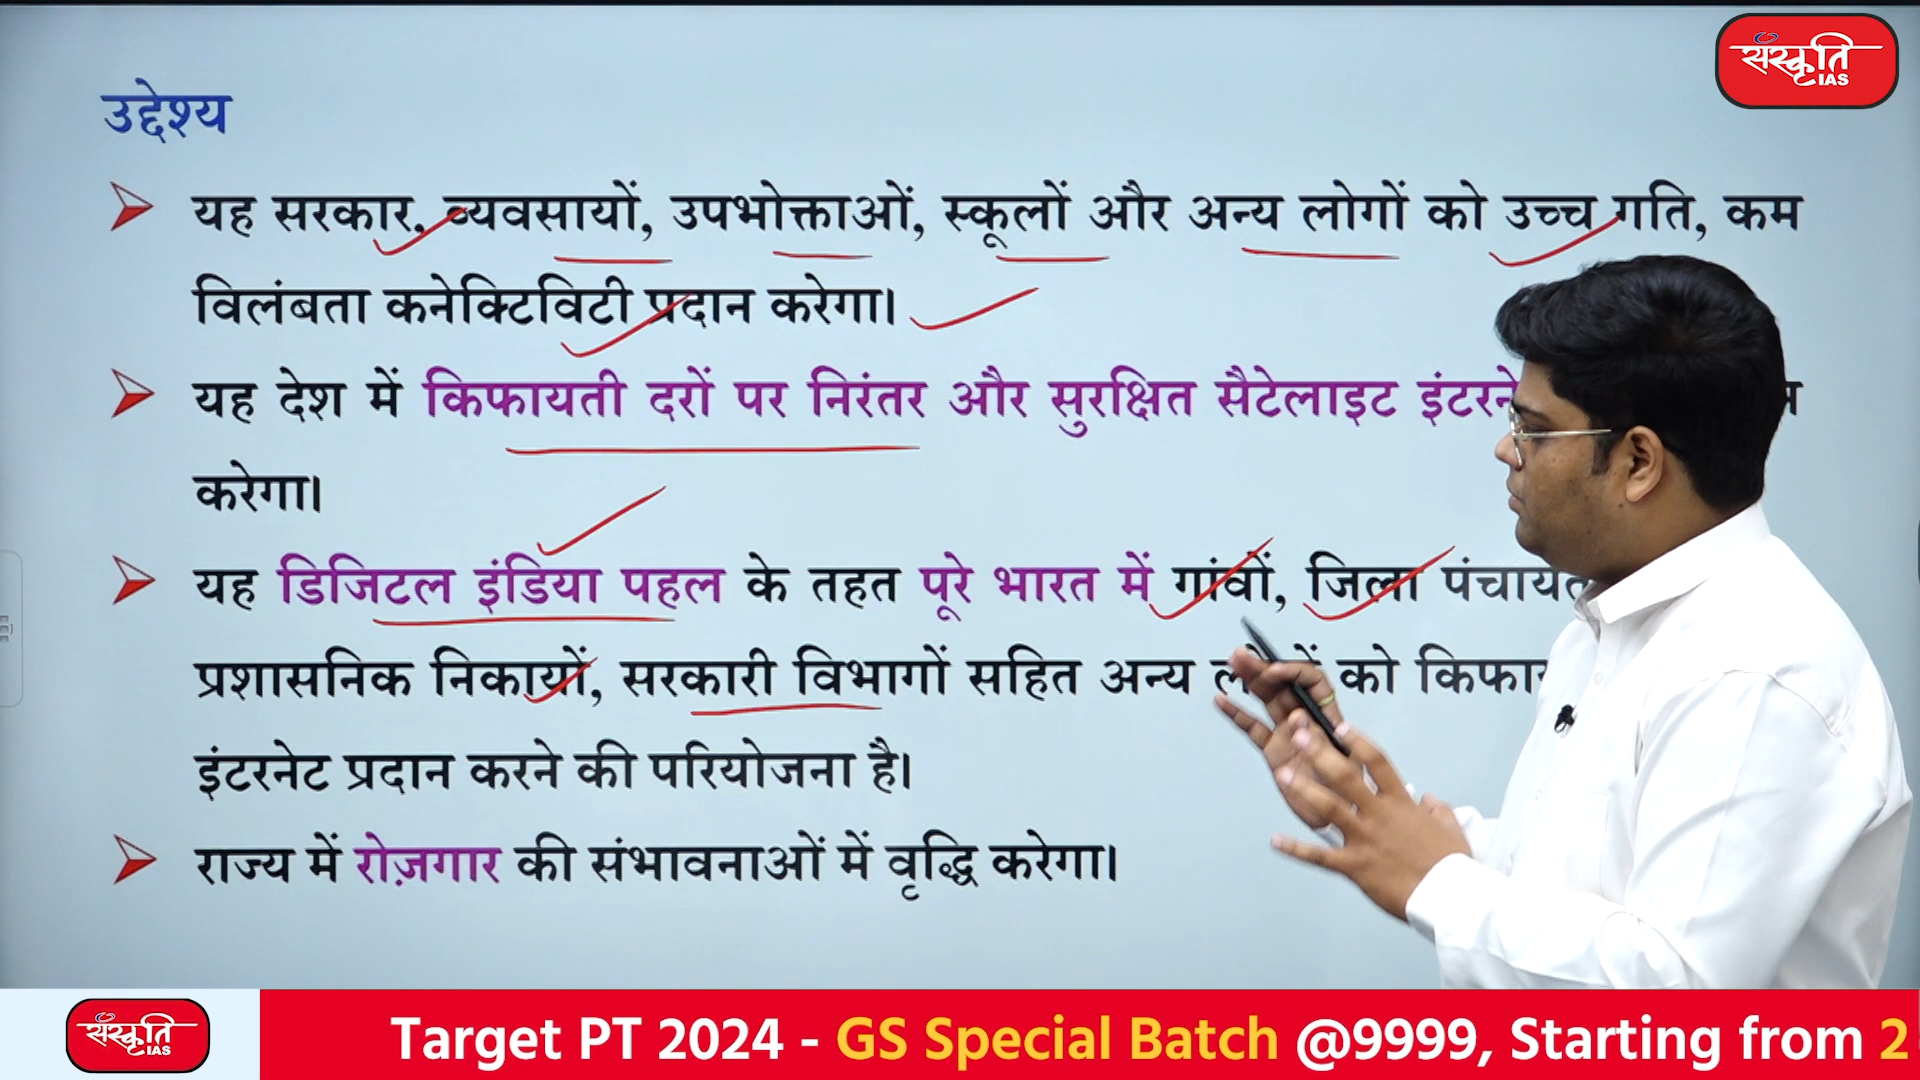 संस्कृति
IAS
उद्देश्य
यह सरकार, व्यवसायों, उपभोक्ताओं, स्कूलों और अन्य लोगों को उच्च गति, कम
विलंबता कनेक्टिविटी प्रदान करेगा।
यह देश में किफायती दरों पर निरंतर और सुरक्षित सैटेलाइट
करेगा।
यह डिजिटल इंडिया पहल के तहत पूरे भारत में गांवों, जिला
प्रशासनिक निकायों, सरकारी विभागों सहित अन्य को
इंटरनेट प्रदान करने की परियोजना है।
राज्य में रोज़गार की संभावनाओं में वृद्धि करेगा।
संस्कृति
IAS
Target PT 2024 - GS Special Batch @9999, Starting from 2